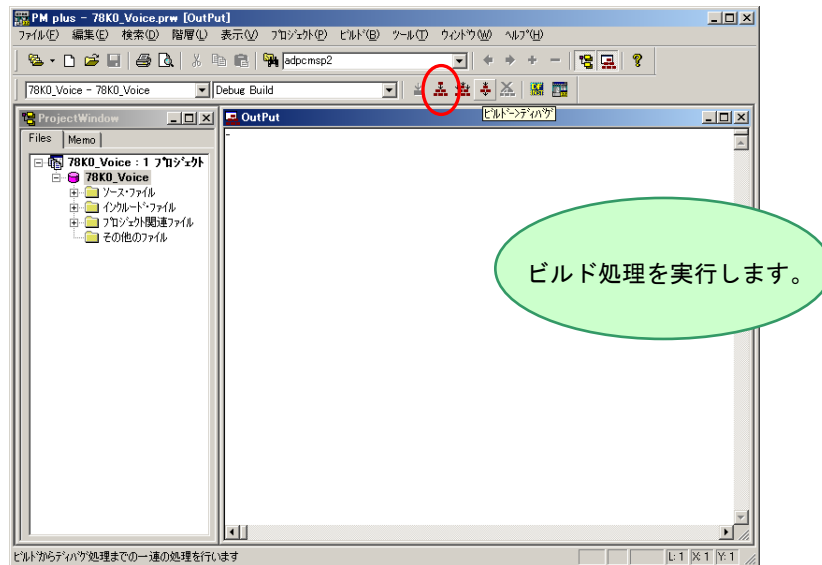 PM plus - 78K0_Voice.prw [OutPut]
ﾌｧｲﾙ(F) 編集(E) 検索(D) 階層(L) 表示(V) ﾌﾟﾛｼﾞｪｸﾄ(P) ﾋﾞﾙﾄﾞ(B) ﾂｰﾙ(T) ｳｨﾝﾄﾞｳ(W) ﾍﾙﾌﾟ(H)
adpcmsp2
78K0_Voice - 78K0_Voice Debug Build
ﾋﾞﾙﾄﾞ->ﾃﾞｨﾊﾞｸﾞ
ProjectWindow
OutPut
Files Memo
78K0_Voice : 1 ﾌﾟﾛｼﾞｪｸﾄ
78K0_Voice
ｿｰｽ･ﾌｧｲﾙ
ｲﾝｸﾙｰﾄﾞ･ﾌｧｲﾙ
ﾌﾟﾛｼﾞｪｸﾄ関連ﾌｧｲﾙ
その他のﾌｧｲﾙ
ビルド処理を実行します。
ﾋﾞﾙﾄﾞからﾃﾞｨﾊﾞｸﾞ処理までの一連の処理を行います
L: 1 X: 1 Y: 1